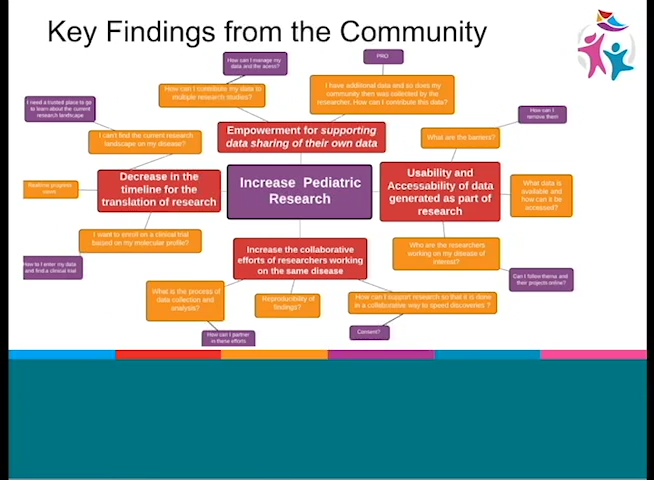 Key Findings from the Community
How can I manage my
data and the acess?
PRO
How can I contribute my data to
multiple research studies?
I have additional data and so does my
community then was collected by the
researcher. How can I contribute this data?
I need a trusted place to go
to learn about the current
research landscape
How can I
remove them
Empowerment for supporting
data sharing of their own data
What are the barriers?
I can't find the current research
landscape on my disease?
Decrease in the
timeline for the
translation of research
Increase Pediatric
Research
Usability and
Accessability of data
generated as part of
research
Realtime progress
What data is
available and
how can it be
accessed?
I want to enroll on a clinical trial
based on my molecular profile?
Increase the collaborative
efforts of researchers working
on the same disease
Who are the researchers
working on my disease of
interest?
How to I enter my data
and find a clinical trial
Can I follow thema and
their projects online?
What is the process of
data collection and
analysis?
Reproducibility of
findings?
How can I support research so that it is done
in a collaborative way to speed discoveries ?
How can I partner
in these efforts
Consent?